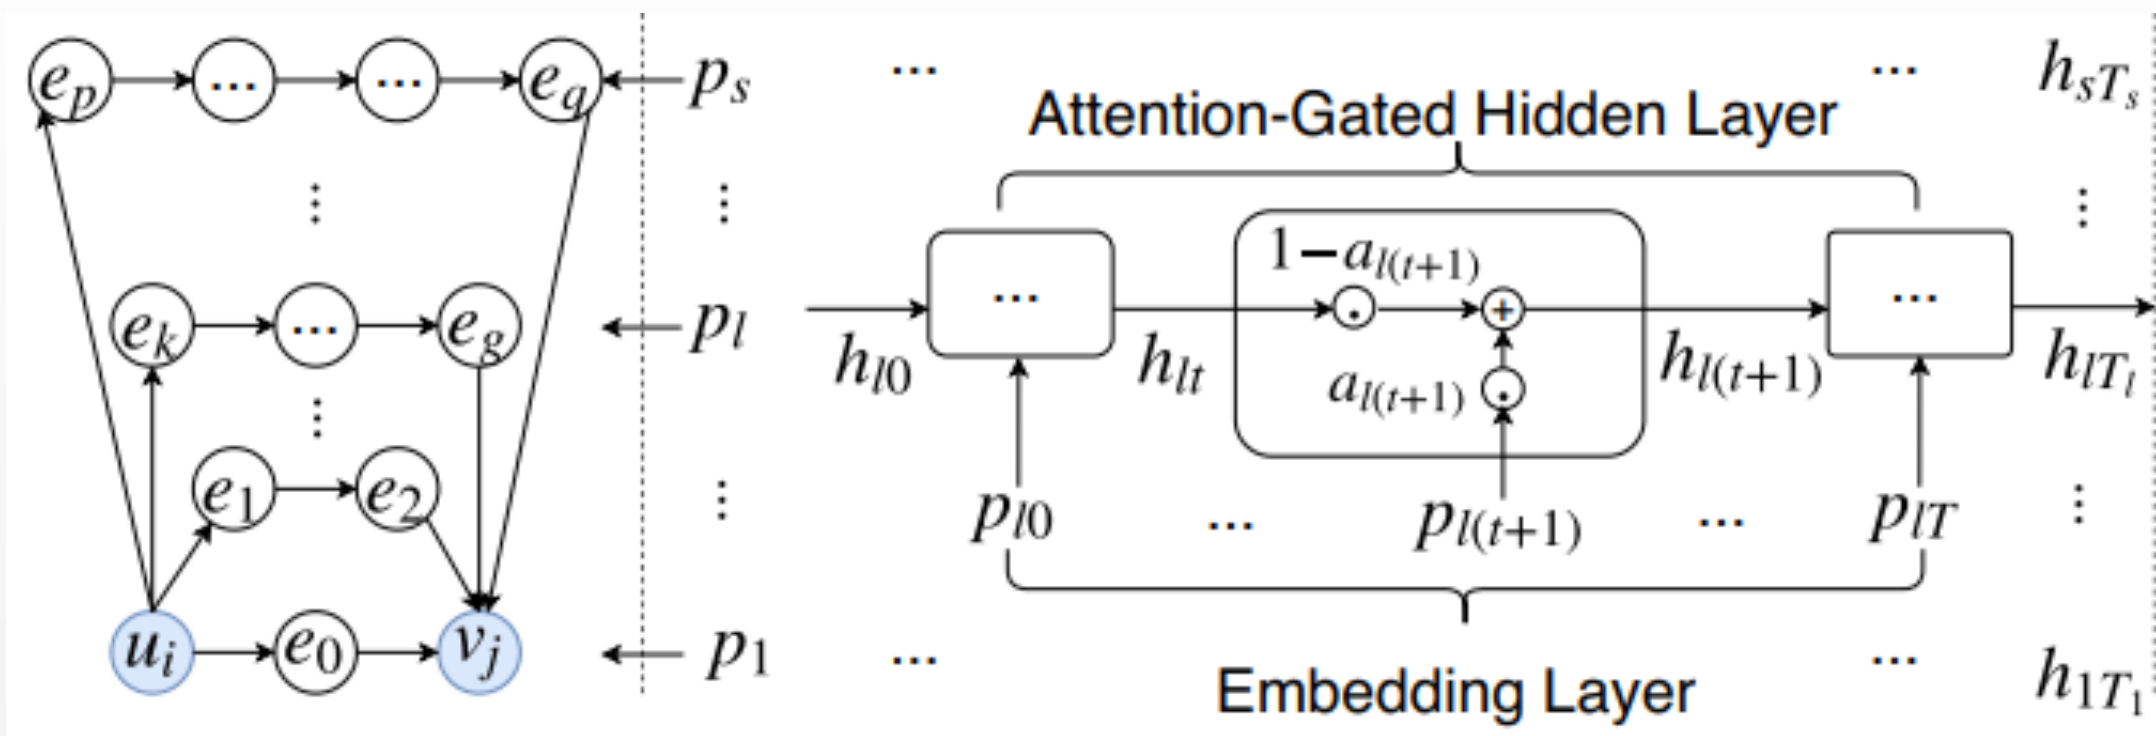 e_p ... ... e_q p_s ... ... h_{sT_s}
Attention-Gated Hidden Layer
⋮ ⋮ ⋮
1−a_{l(t+1)}
e_k ... e_g p_l ... . + ...
h_{l0} h_{lt} a_{l(t+1)} . h_{l(t+1)} h_{lT_l}
⋮
e_1 e_2 ⋮ p_{l0} ... p_{l(t+1)} ... p_{lT} ⋮
u_i e_0 v_j p_1 ... ... h_{1T_1}
Embedding Layer